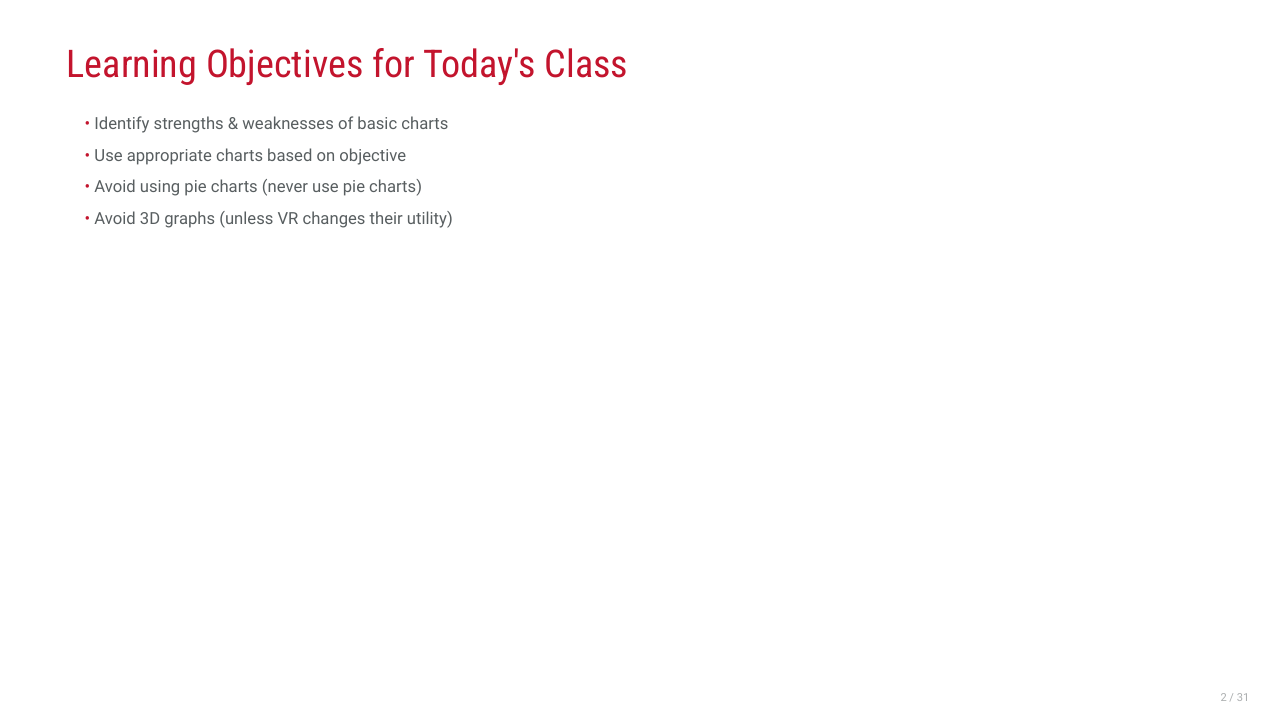 Learning Objectives for Today's Class
• Identify strengths & weaknesses of basic charts
• Use appropriate charts based on objective
• Avoid using pie charts (never use pie charts)
• Avoid 3D graphs (unless VR changes their utility)
2 / 31